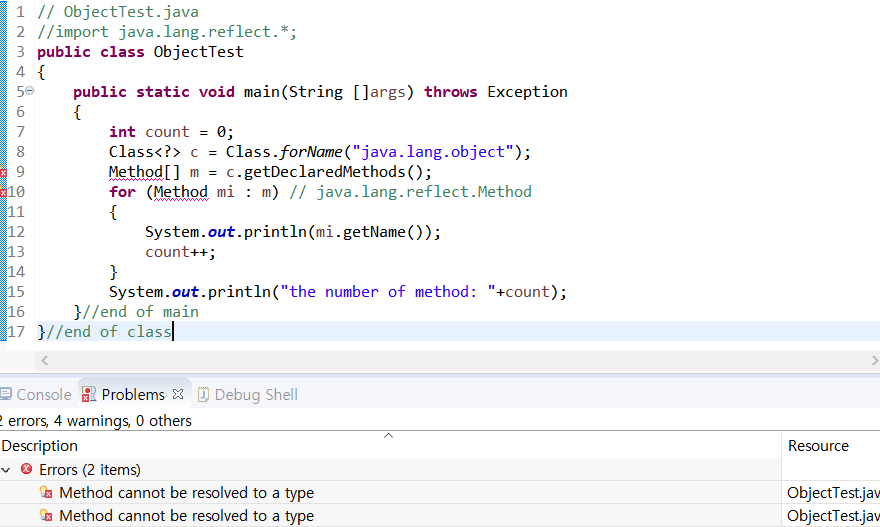 1 // ObjectTest.java
2 //import java.lang.reflect.*;
3 public class ObjectTest
4 {
5 public static void main(String []args) throws Exception
6 {
7 int count = 0;
8 Class<?> c = Class.forName("java.lang.object");
9 Method[] m = c.getDeclaredMethods();
10 for (Method mi : m) // java.lang.reflect.Method
11 {
12 System.out.println(mi.getName());
13 count++;
14 }
15 System.out.println("the number of method: "+count);
16 }//end of main
17 }//end of class
Console Problems Debug Shell
2 errors, 4 warnings, 0 others
Description Resource
Errors (2 items)
Method cannot be resolved to a type ObjectTest.jav
Method cannot be resolved to a type ObjectTest.jav